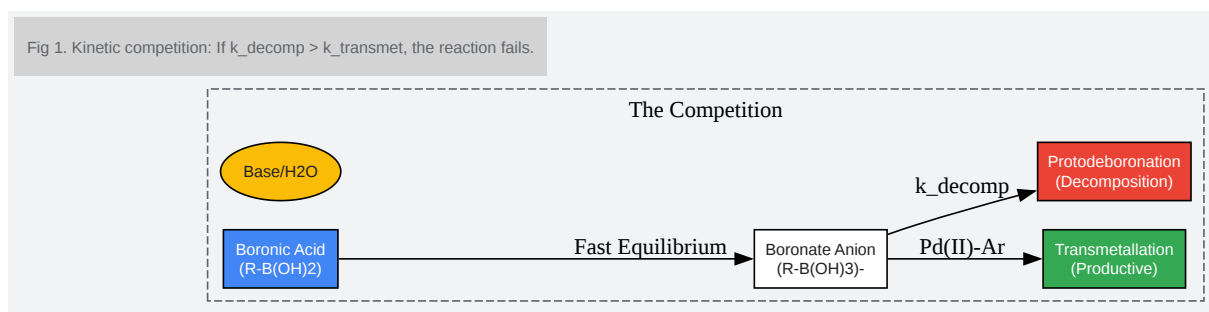 Fig 1. Kinetic competition: If k_decomp > k_transmet, the reaction fails.
The Competition
Base/H2O
Protodeboronation
(Decomposition)
k_decomp
Boronic Acid
(R-B(OH)2)
Fast Equilibrium
Boronate Anion
(R-B(OH)3)-
Pd(II)-Ar
Transmetallation
(Productive)